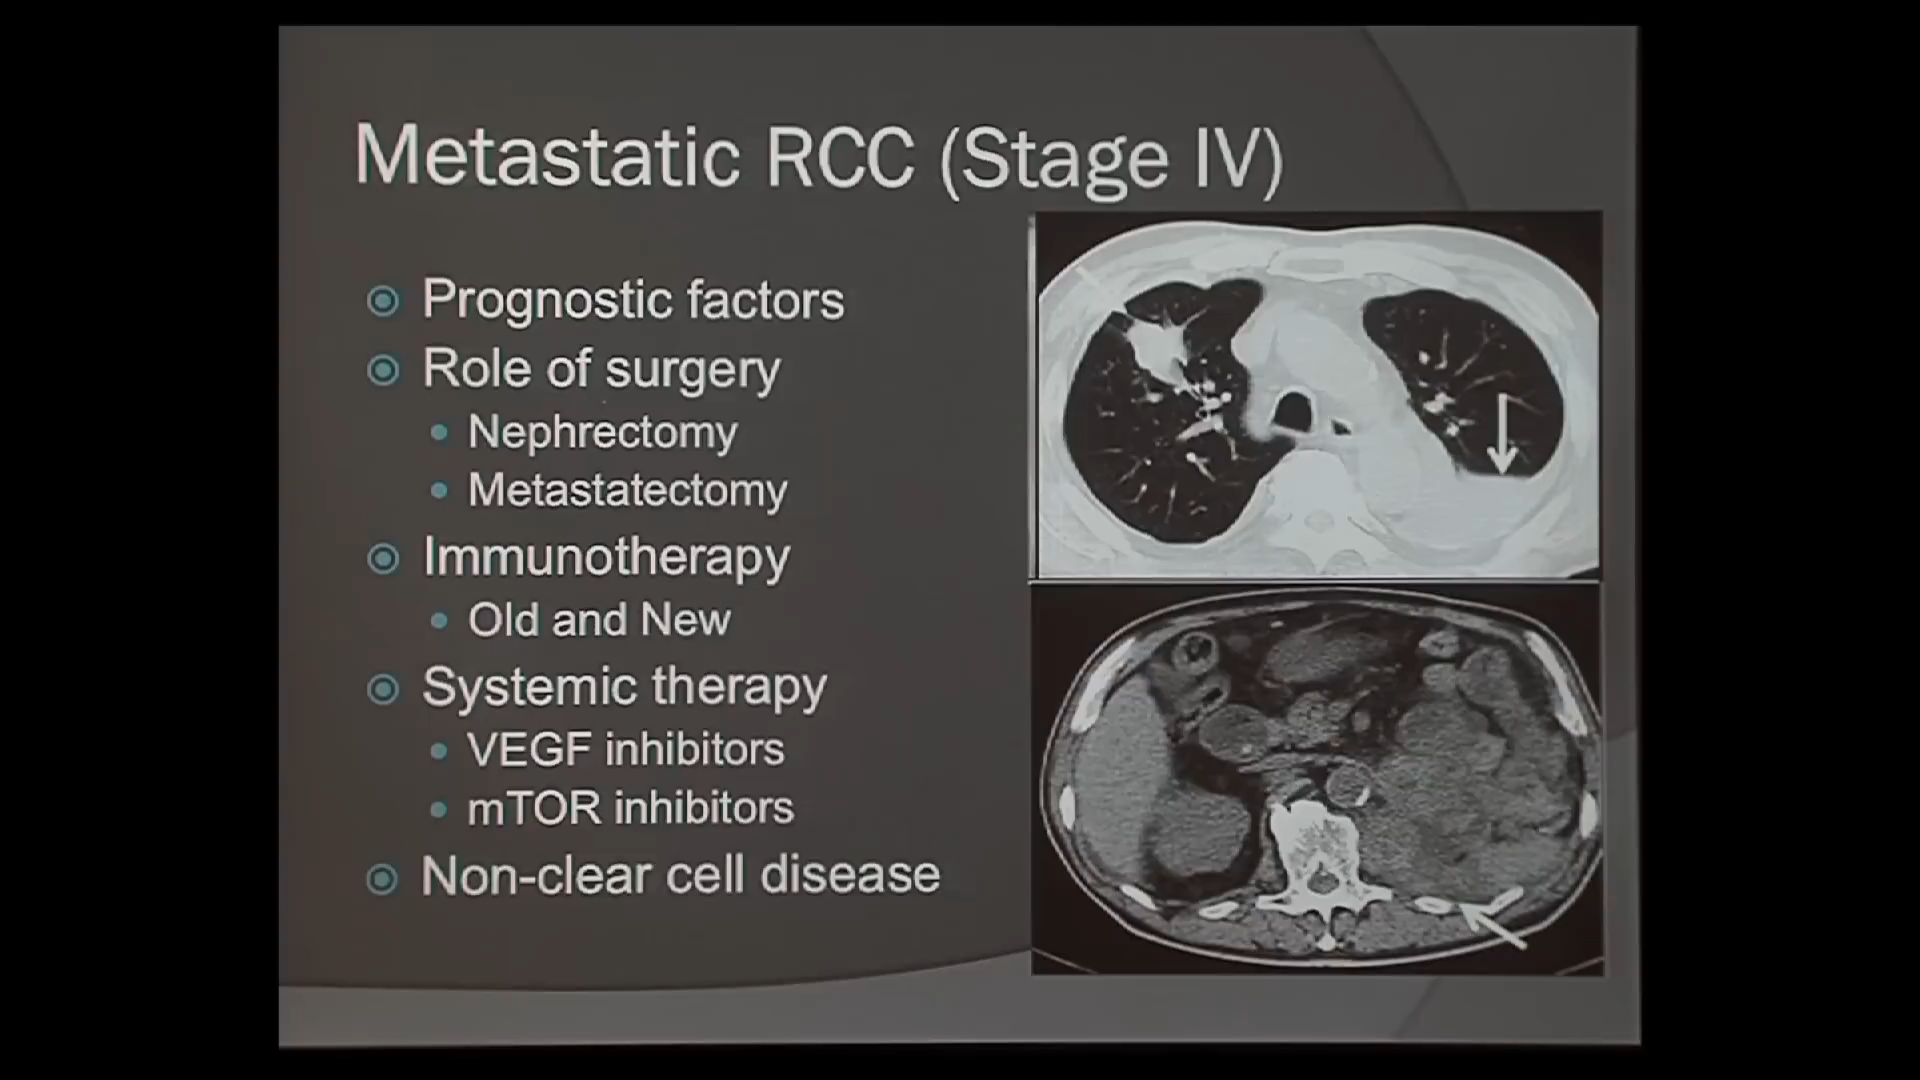 Metastatic RCC (Stage IV)
Prognostic factors
Role of surgery
Nephrectomy
Metastatectomy
Immunotherapy
Old and New
Systemic therapy
VEGF inhibitors
mTOR inhibitors
Non-clear cell disease